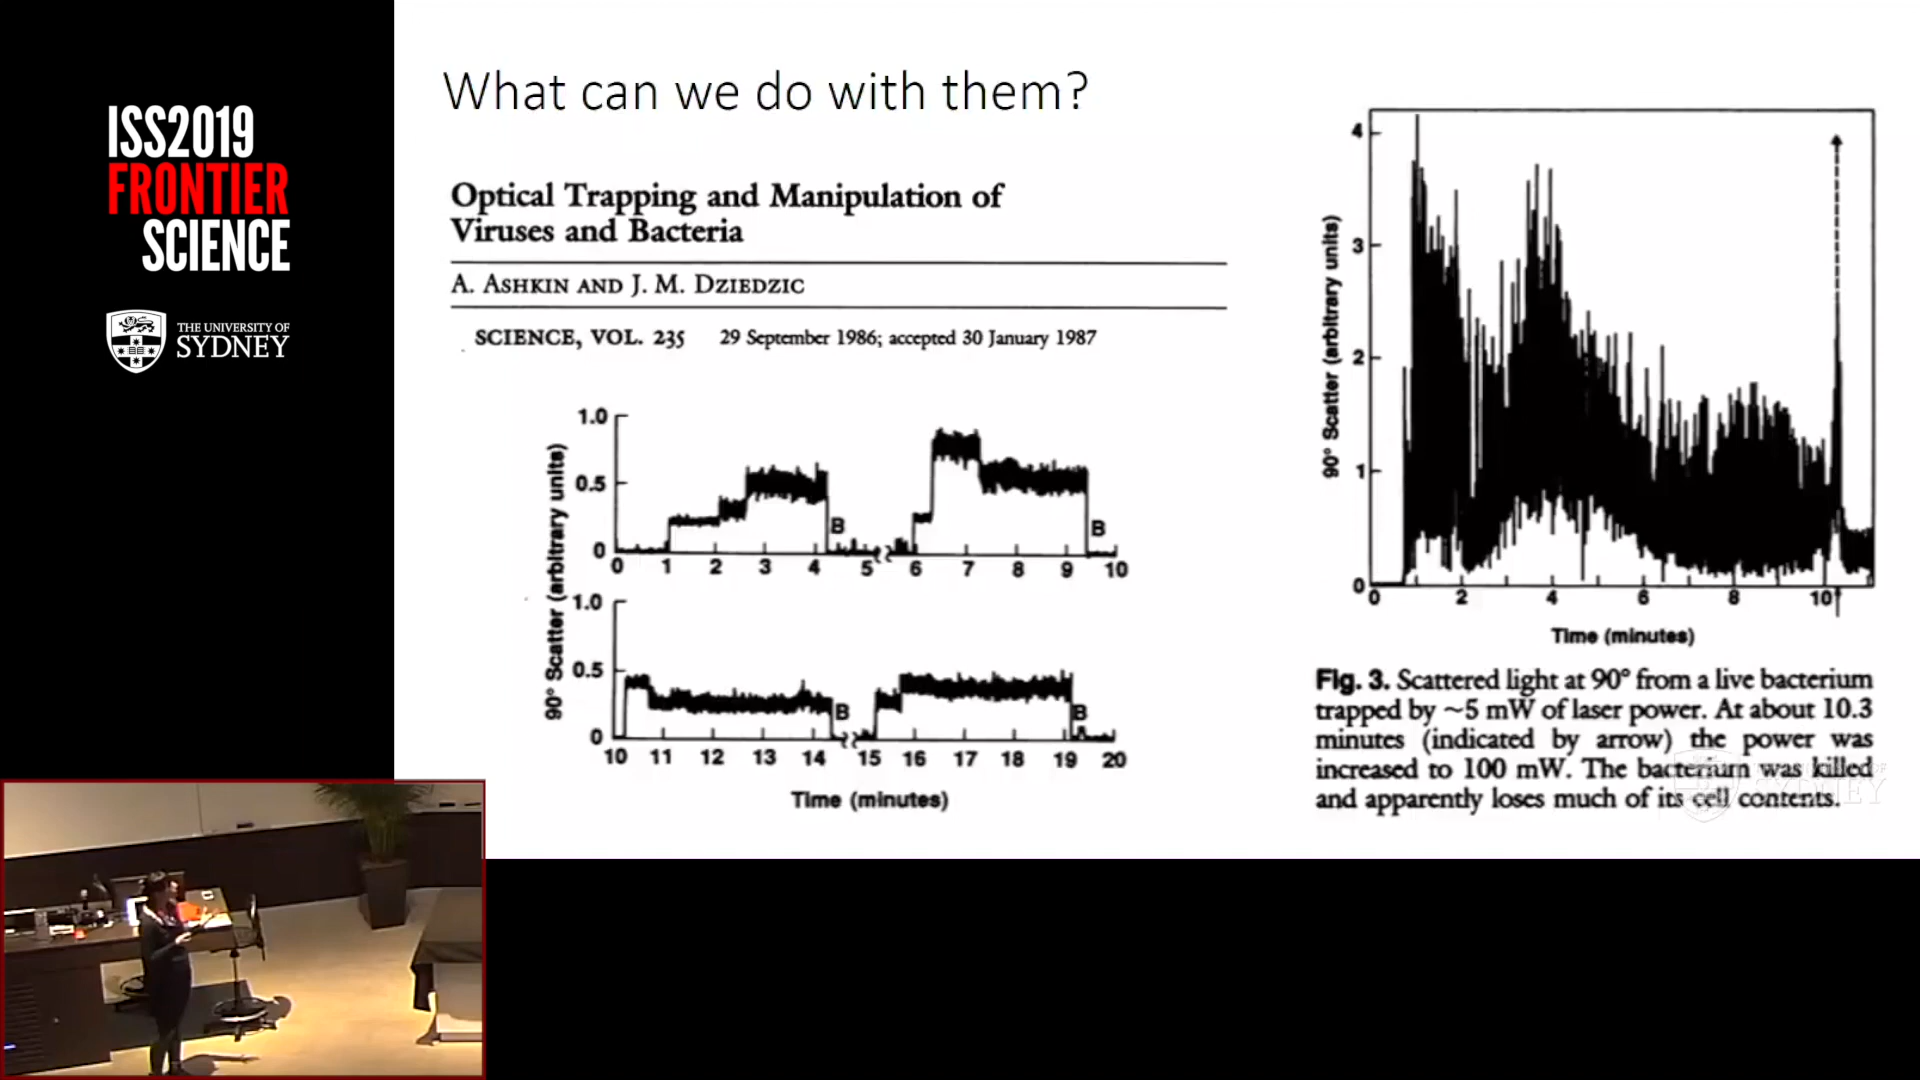 ISS2019
FRONTIER
SCIENCE
THE UNIVERSITY OF
SYDNEY
What can we do with them?
Optical Trapping and Manipulation of
Viruses and Bacteria
A. ASHKIN AND J. M. DZIEDZIC
SCIENCE, VOL. 235 29 September 1986; accepted 30 January 1987
90° Scatter (arbitrary units)
1.0
0.5
0
B
B
0 1 2 3 4 5 6 7 8 9 10
1.0
0.5
0
B
B
10 11 12 13 14 15 16 17 18 19 20
Time (minutes)
90° Scatter (arbitrary units)
4
3
2
1
0
0 2 4 6 8 10
Time (minutes)
Fig. 3. Scattered light at 90° from a live bacterium
trapped by ~5 mW of laser power. At about 10.3
minutes (indicated by arrow) the power was
increased to 100 mW. The bacterium was killed
and apparently loses much of its cell contents.
SYDNEY